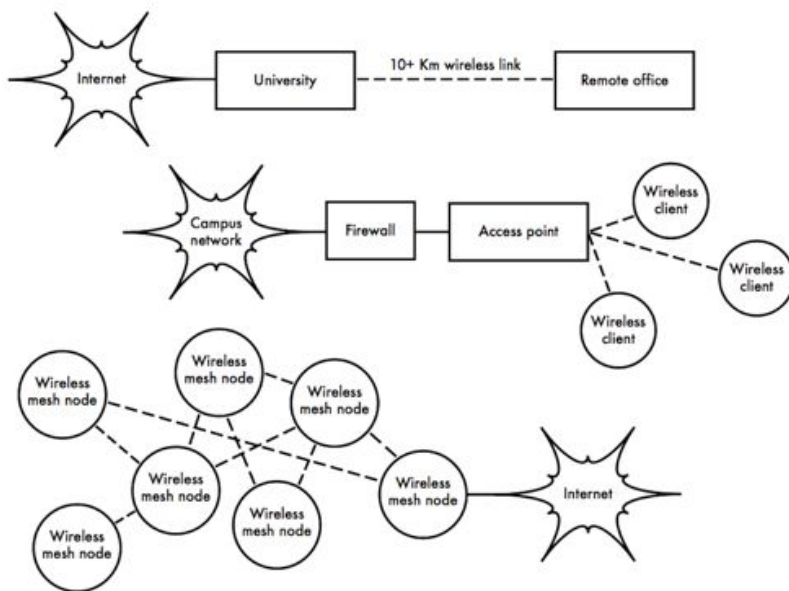 Internet
University
10+ Km wireless link
Remote office
Campus
network
Firewall
Access point
Wireless
client
Wireless
client
Wireless
client
Wireless
mesh node
Wireless
mesh node
Wireless
mesh node
Wireless
mesh node
Wireless
mesh node
Wireless
mesh node
Wireless
mesh node
Internet